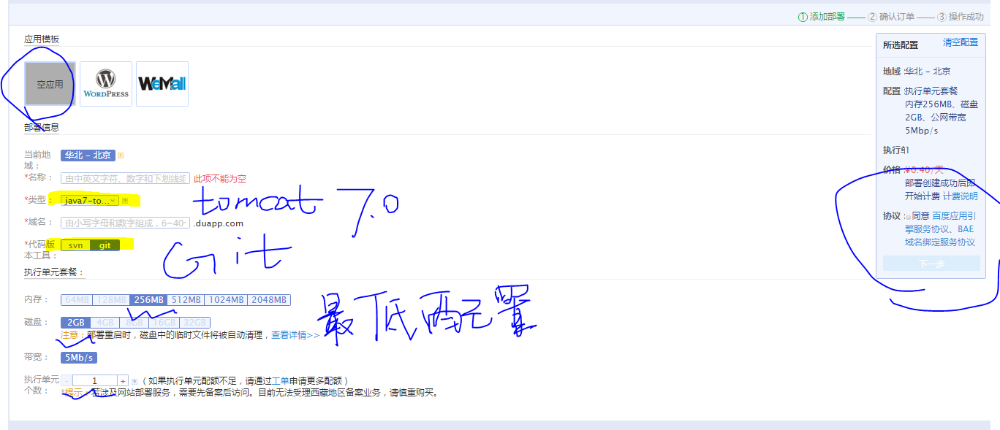 ① 添加部署 —— ② 确认订单 —— ③ 操作成功
应用模板
空应用
WORDPRESS
WeMall
部署信息
当前地域： 华北 - 北京
*名称： 由中英文字符、数字和下划线组 此项不能为空
*类型： java7-to...
tomcat 7.0
*域名： 由小写字母和数字组成，6~40 .duapp.com
*代码版本工具： svn git
Git
执行单元套餐：
内存： 64MB 128MB 256MB 512MB 1024MB 2048MB
磁盘： 2GB 4GB 8GB 16GB 32GB
注意：部署重启时，磁盘中的临时文件将被自动清理，查看详情>>
最低配置
带宽： 5Mb/s
执行单元个数： - 1 + （如果执行单元配额不足，请通过工单申请更多配额）
*提示：若涉及网站部署服务，需要先备案后访问。目前无法受理西藏地区备案业务，请慎重购买。
所选配置 清空配置
地域：华北 - 北京
配置：执行单元套餐
内存256MB、磁盘
2GB、公网带宽
5Mbp/s
执行单1
价格：¥0.40/天
部署创建成功后即
开始计费 计费说明
协议：同意 百度应用引
擎服务协议、BAE
域名绑定服务协议
下一步